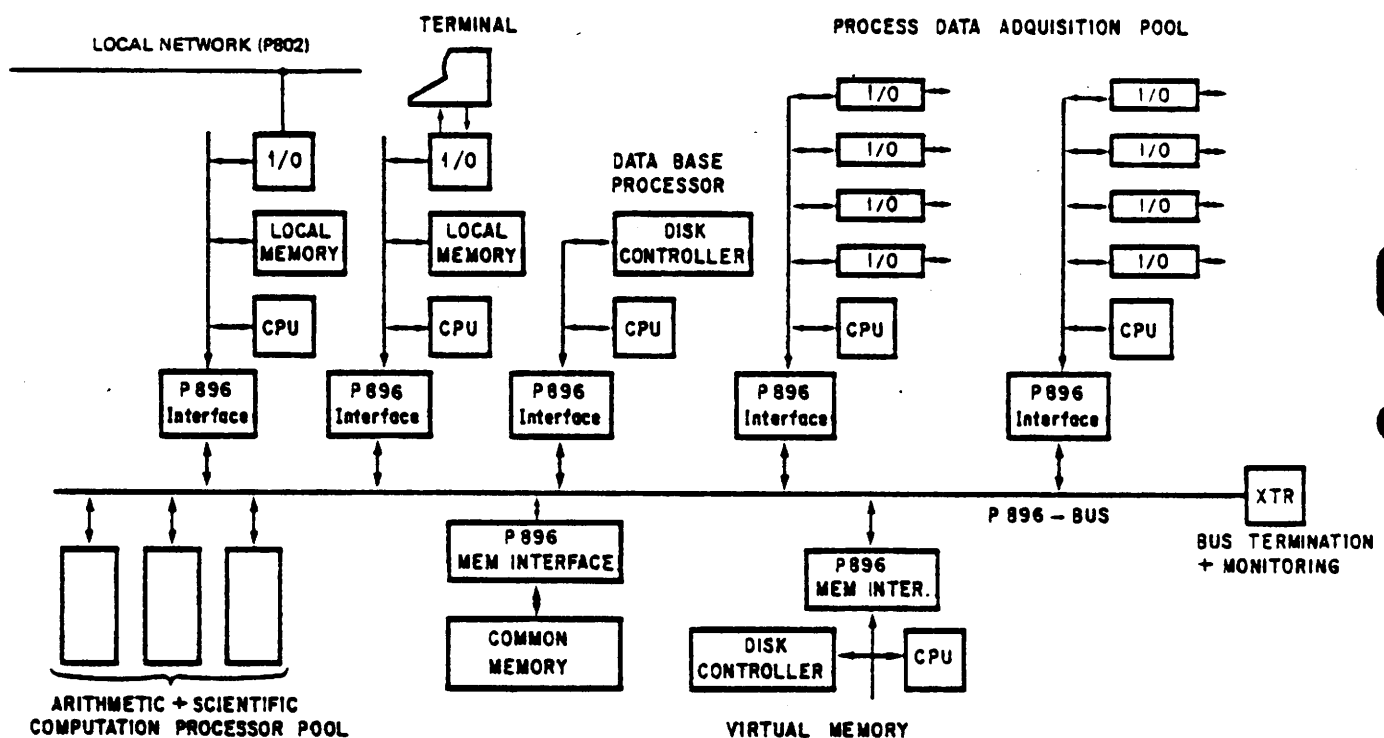 LOCAL NETWORK (P802)
TERMINAL
PROCESS DATA ADQUISITION POOL
I/O
I/O
I/O
I/O
DATA BASE
PROCESSOR
I/O
I/O
LOCAL
MEMORY
LOCAL
MEMORY
DISK
CONTROLLER
I/O
I/O
I/O
I/O
CPU
CPU
CPU
CPU
CPU
P896
Interface
P896
Interface
P896
Interface
P896
Interface
P896
Interface
XTR
P896 - BUS
BUS TERMINATION
+ MONITORING
P896
MEM INTERFACE
P896
MEM INTER.
COMMON
MEMORY
DISK
CONTROLLER
CPU
ARITHMETIC + SCIENTIFIC
COMPUTATION PROCESSOR POOL
VIRTUAL MEMORY